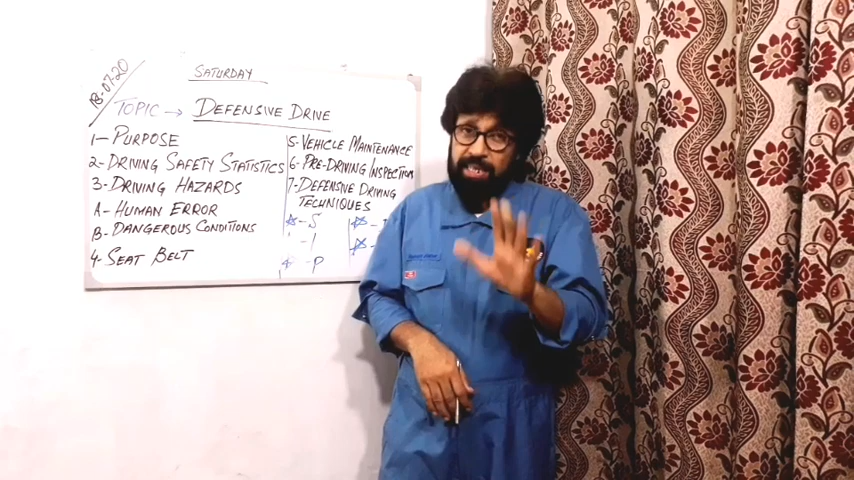 18-07-20
SATURDAY
TOPIC → DEFENSIVE DRIVE
1- PURPOSE
2- DRIVING SAFETY STATISTICS
3- DRIVING HAZARDS
A- HUMAN ERROR
B- DANGEROUS CONDITIONS
4- SEAT BELT
5- VEHICLE MAINTENANCE
6- PRE-DRIVING INSPECTION
7- DEFENSIVE DRIVING
TECHNIQUES
- S
- I
- P